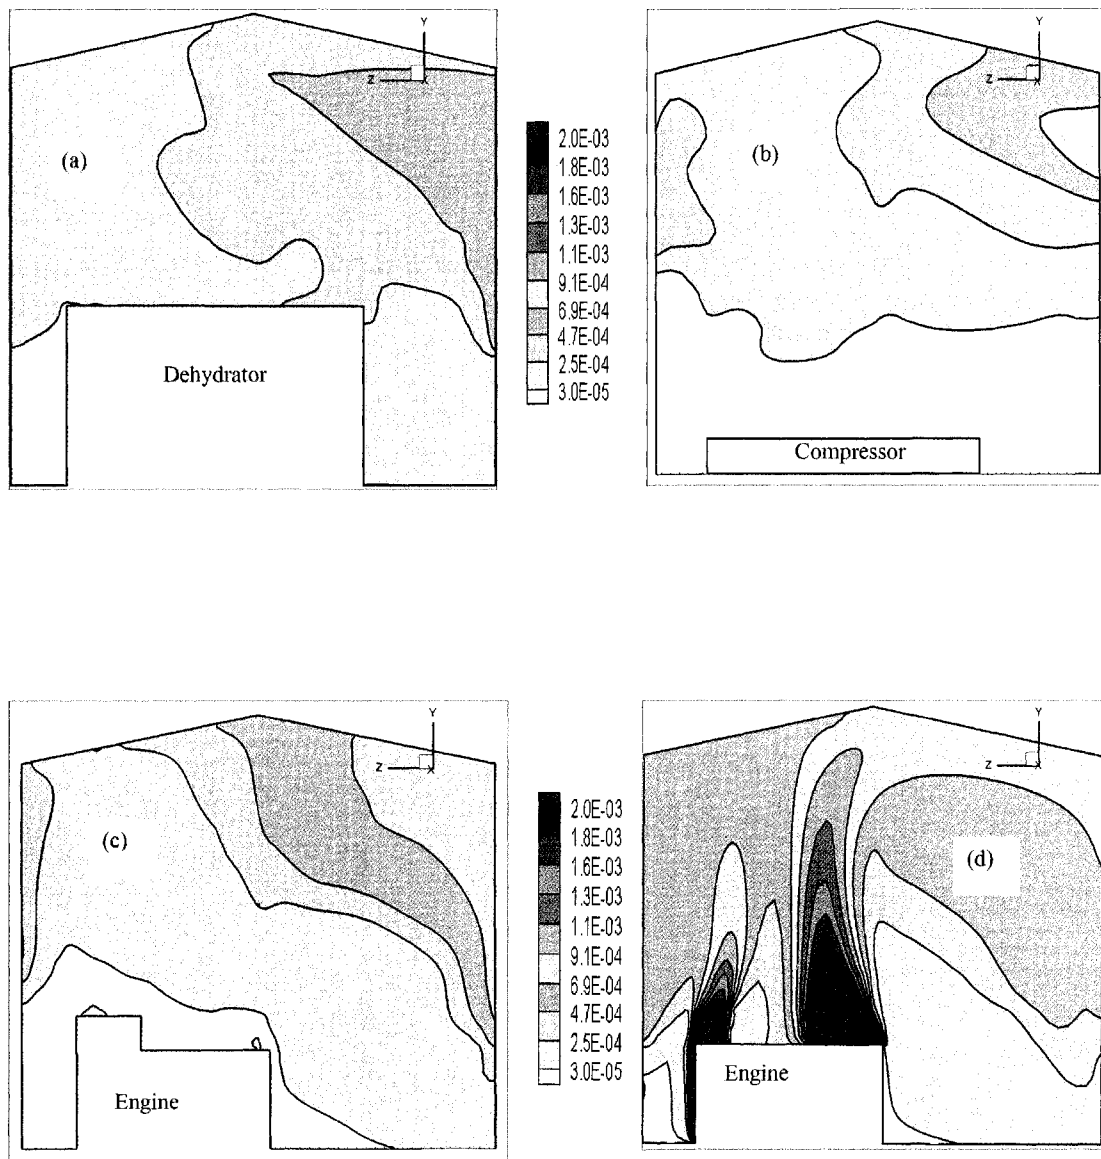 Y
Z
X
(a)
Dehydrator
2.0E-03
1.8E-03
1.6E-03
1.3E-03
1.1E-03
9.1E-04
6.9E-04
4.7E-04
2.5E-04
3.0E-05
Y
Z
X
(b)
Compressor
Y
Z
X
(c)
Engine
2.0E-03
1.8E-03
1.6E-03
1.3E-03
1.1E-03
9.1E-04
6.9E-04
4.7E-04
2.5E-04
3.0E-05
Y
Z
X
(d)
Engine